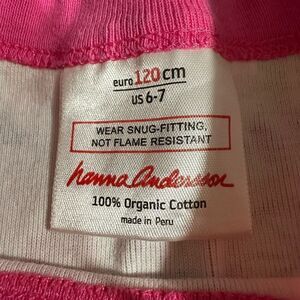 euro 120 cm
US 6-7
WEAR SNUG-FITTING,
NOT FLAME RESISTANT
hanna Andersson
100% Organic Cotton
made in Peru